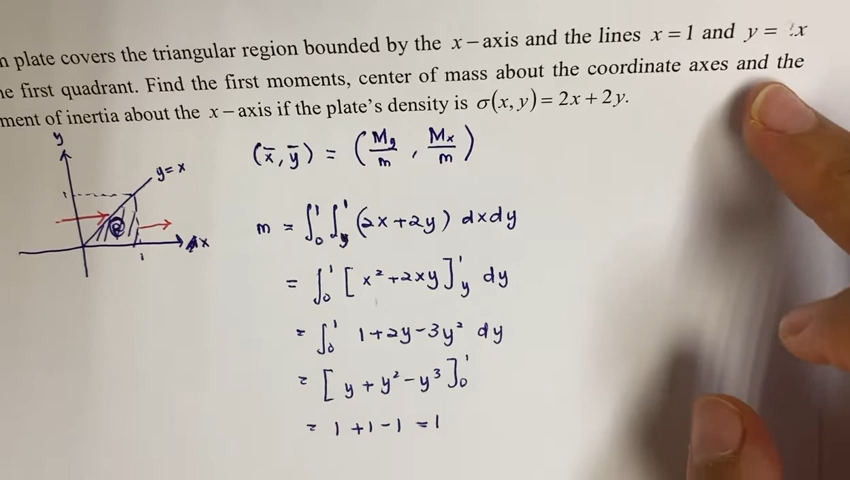 plate covers the triangular region bounded by the x-axis and the lines x = 1 and y = x
first quadrant. Find the first moments, center of mass about the coordinate axes and the
ment of inertia about the x-axis if the plate's density is σ(x, y) = 2x + 2y.
y
y = x
1
R
x
1
(x̄, ȳ) = (My/m , Mx/m)
m = ∫₀¹ ∫y¹ (2x+2y) dxdy
= ∫₀¹ [x² + 2xy]y¹ dy
= ∫₀¹ 1+2y-3y² dy
= [y + y² - y³]₀¹
= 1 + 1 - 1 = 1